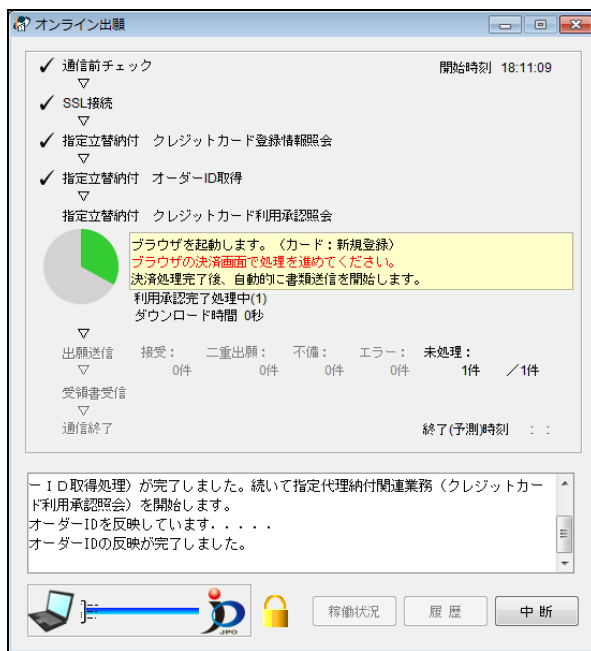 オンライン出願
✓ 通信前チェック 開始時刻 18:11:09
▽
✓ SSL接続
▽
✓ 指定立替納付 クレジットカード登録情報照会
▽
✓ 指定立替納付 オーダーID取得
▽
指定立替納付 クレジットカード利用承認照会
ブラウザを起動します。（カード：新規登録）
ブラウザの決済画面で処理を進めてください。
決済処理完了後、自動的に書類送信を開始します。
利用承認完了処理中(1)
ダウンロード時間 0秒
▽
出願送信 接受： 二重出願： 不備： エラー： 未処理：
▽ 0件 0件 0件 0件 1件 ／1件
受領書受信
▽
通信終了 終了(予測)時刻 : :
ーＩＤ取得処理）が完了しました。続いて指定代理納付関連業務（クレジットカー
ド利用承認照会）を開始します。
オーダーIDを反映しています．．．．．
オーダーIDの反映が完了しました。
JPO
稼働状況 履 歴 中 断